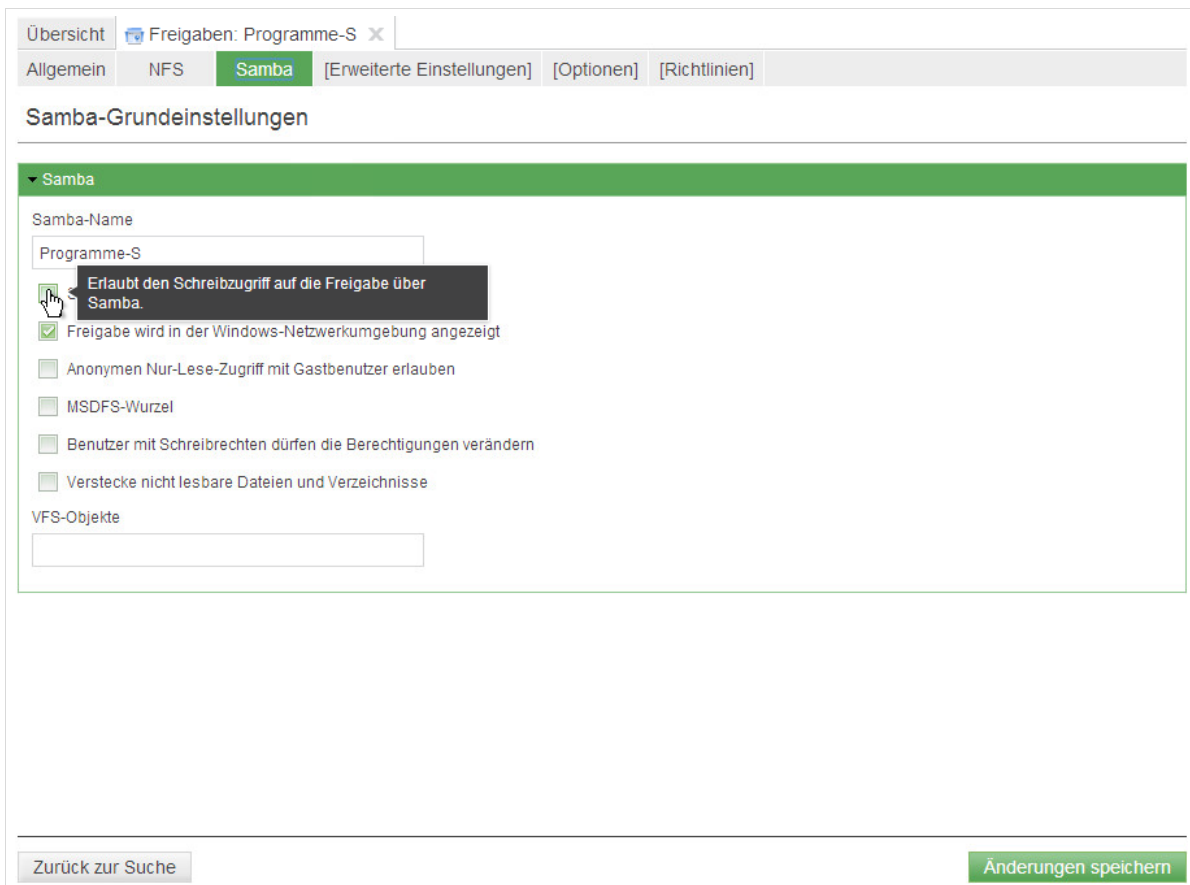 Übersicht Freigaben: Programme-S
Allgemein NFS Samba [Erweiterte Einstellungen] [Optionen] [Richtlinien]
Samba-Grundeinstellungen
Samba
Samba-Name
Programme-S
Erlaubt den Schreibzugriff auf die Freigabe über
Samba.
Freigabe wird in der Windows-Netzwerkumgebung angezeigt
Anonymen Nur-Lese-Zugriff mit Gastbenutzer erlauben
MSDFS-Wurzel
Benutzer mit Schreibrechten dürfen die Berechtigungen verändern
Verstecke nicht lesbare Dateien und Verzeichnisse
VFS-Objekte
Zurück zur Suche Änderungen speichern